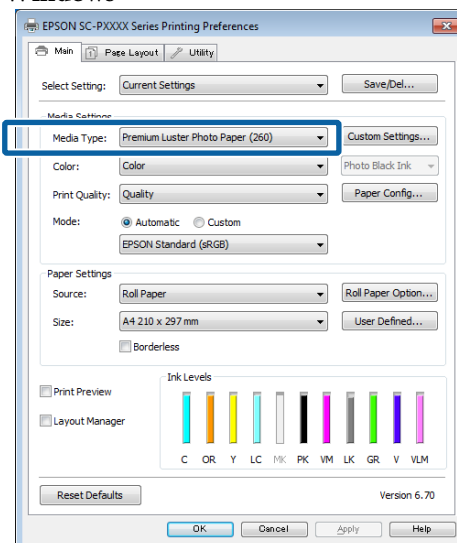 Windows
EPSON SC-PXXXX Series Printing Preferences
Main Page Layout Utility
Select Setting: Current Settings Save/Del...
Media Settings
Media Type: Premium Luster Photo Paper (260) Custom Settings...
Color: Color Photo Black Ink
Print Quality: Quality Paper Config...
Mode: Automatic Custom
EPSON Standard (sRGB)
Paper Settings
Source: Roll Paper Roll Paper Option...
Size: A4 210 x 297 mm User Defined...
Borderless
Ink Levels
Print Preview
Layout Manager
C OR Y LC MK PK VM LK GR V VLM
Reset Defaults Version 6.70
OK Cancel Apply Help